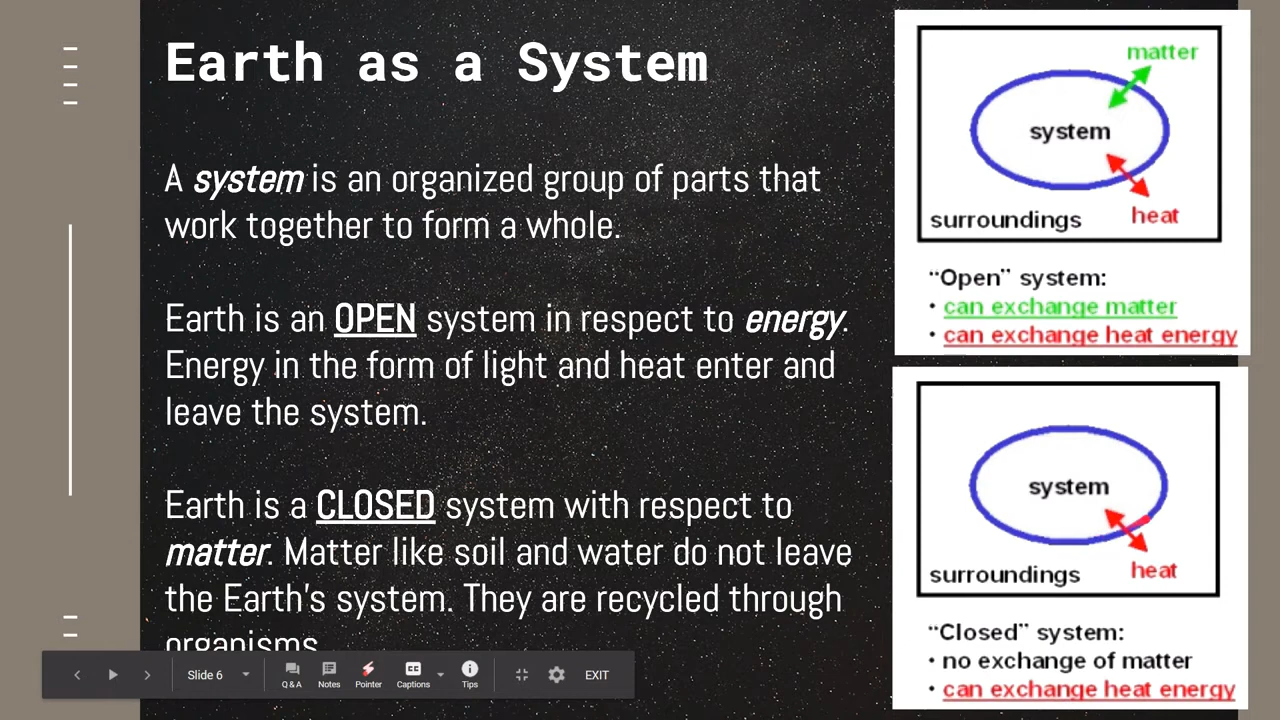 Earth as a System
A system is an organized group of parts that
work together to form a whole.
Earth is an OPEN system in respect to energy.
Energy in the form of light and heat enter and
leave the system.
Earth is a CLOSED system with respect to
matter. Matter like soil and water do not leave
the Earth's system. They are recycled through
organisms.
matter
system
heat
surroundings
“Open” system:
• can exchange matter
• can exchange heat energy
system
heat
surroundings
“Closed” system:
• no exchange of matter
• can exchange heat energy
Slide 6
Q & A
Notes
Pointer
CC
Captions
Tips
EXIT